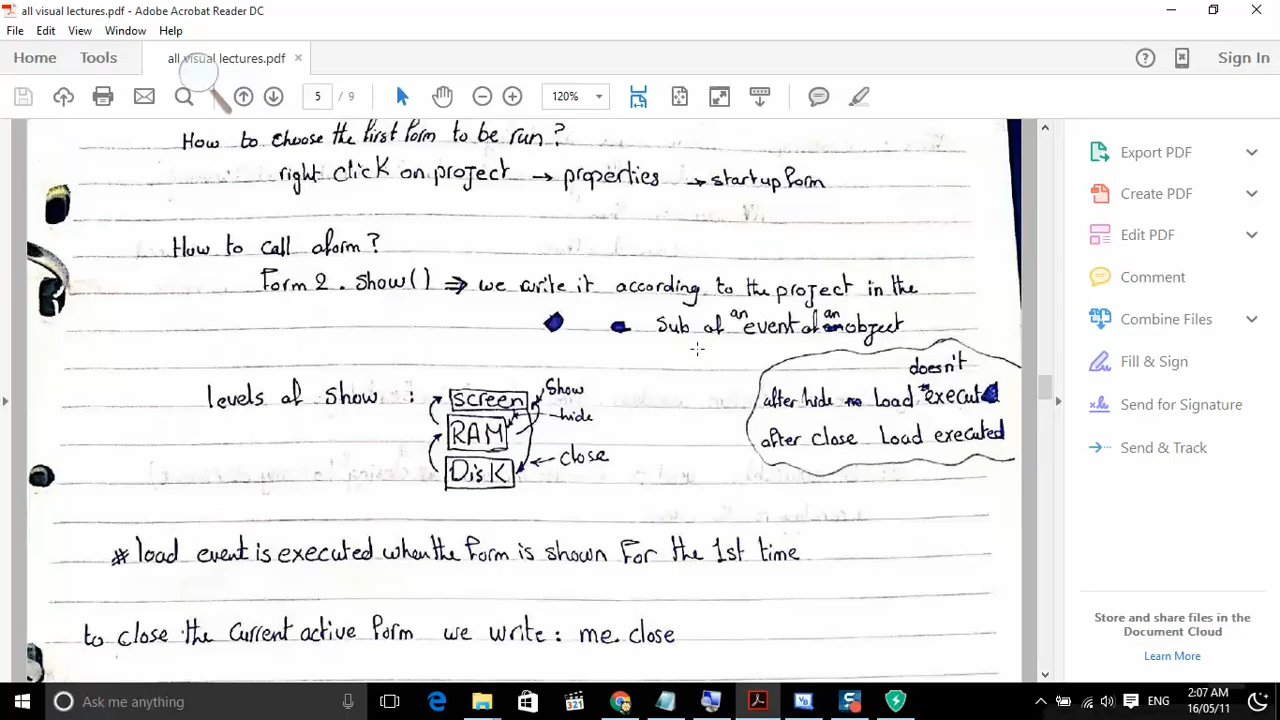 all visual lectures.pdf - Adobe Acrobat Reader DC
File Edit View Window Help
Home Tools all visual lectures.pdf × Sign In
5 / 9 120%
How to choose the first form to be run?
right click on project → properties → startup form
How to call aform?
Form 2. Show() ⇒ we write it according to the project in the
Sub of an event of an object
levels of show :
screen
RAM
Disk
Show
hide
close
doesn't
after hide no Load executed
after close Load executed
* load event is executed when the form is shown For the 1st time
to close the current active form we write: me.close
Export PDF
Create PDF
Edit PDF
Comment
Combine Files
Fill & Sign
Send for Signature
Send & Track
Store and share files in the
Document Cloud
Learn More
Ask me anything
321
ENG
2:07 AM
16/05/11